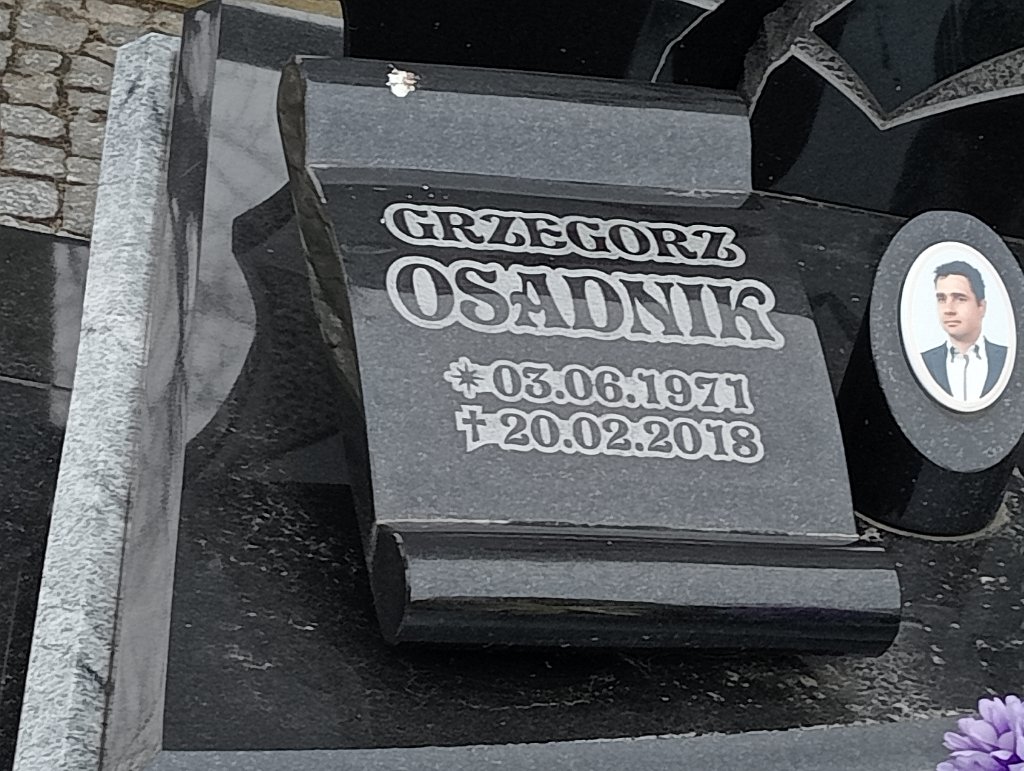 GRZEGORZ
OSADNIK
* 03.06.1971
✝ 20.02.2018